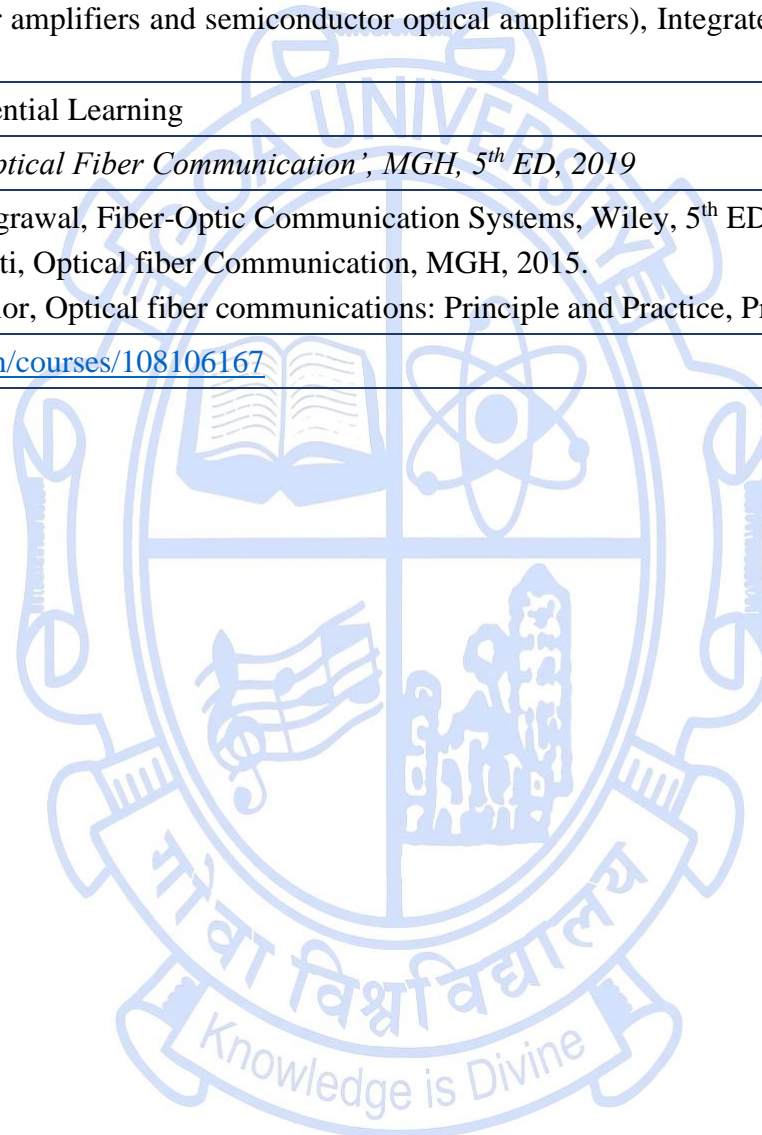 r amplifiers and semiconductor optical amplifiers), Integrate
ential Learning
ptical Fiber Communication’, MGH, 5th ED, 2019
grawal, Fiber-Optic Communication Systems, Wiley, 5th ED
ti, Optical fiber Communication, MGH, 2015.
ior, Optical fiber communications: Principle and Practice, Pr
n/courses/108106167
GOA UNIVERSITY
गोंवा विश्वविद्यालय
Knowledge is Divine